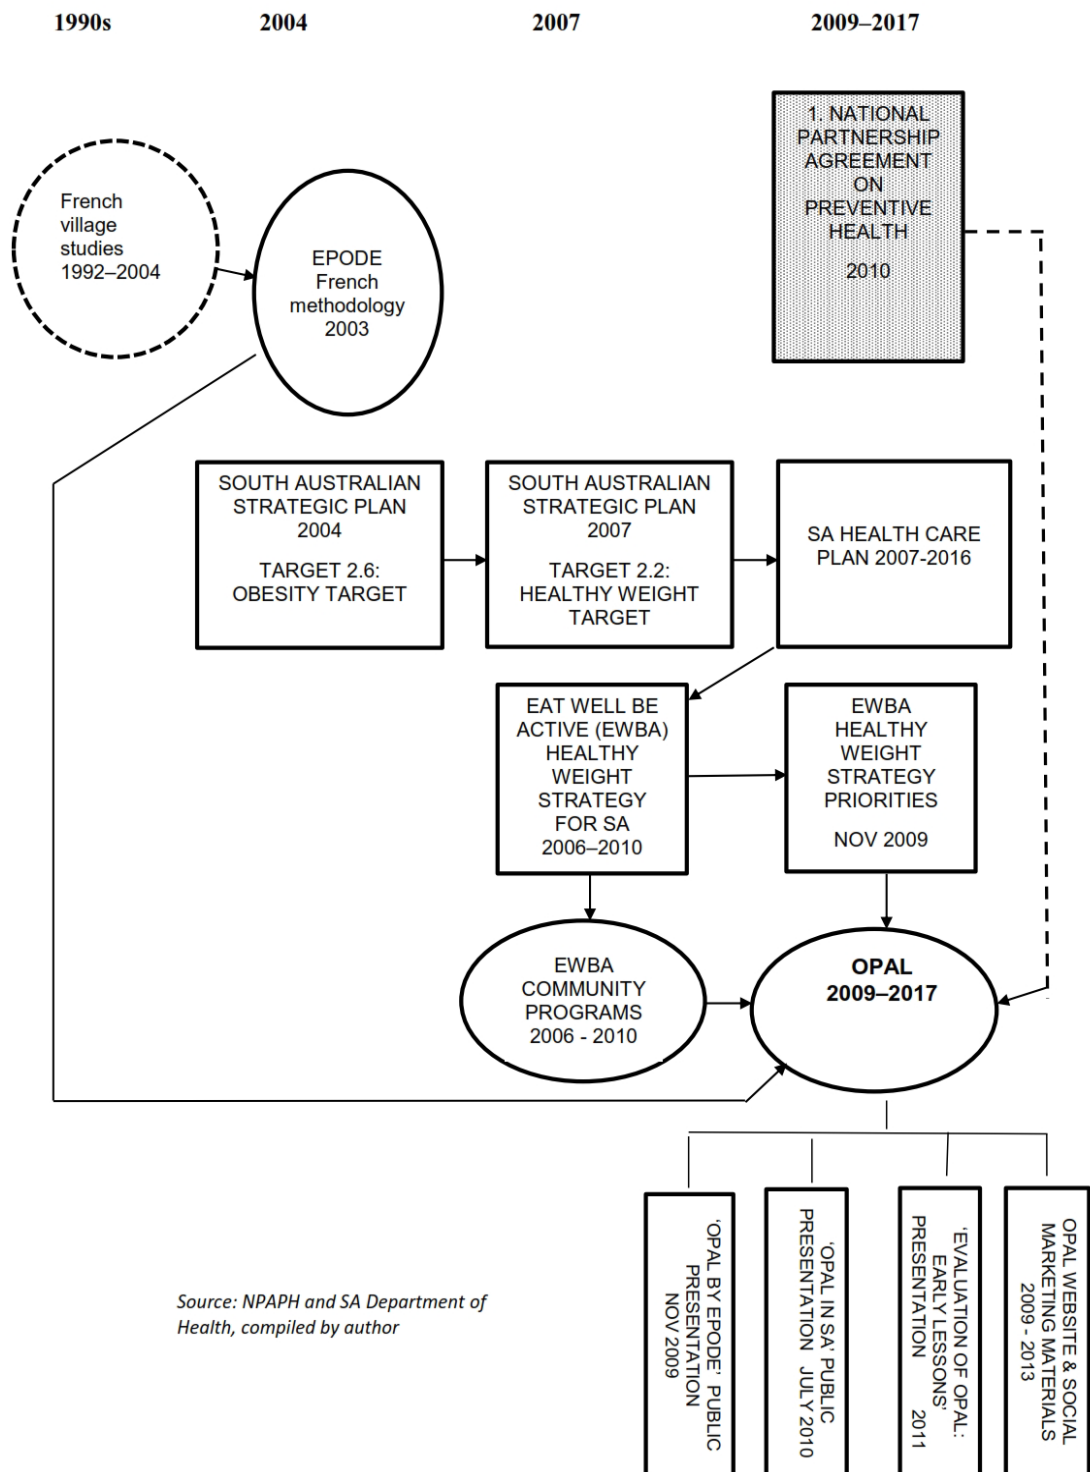 1990s
2004
2007
2009–2017
1. NATIONAL
PARTNERSHIP
AGREEMENT
ON
PREVENTIVE
HEALTH
2010
French
village
studies
1992–2004
EPODE
French
methodology
2003
SOUTH AUSTRALIAN
STRATEGIC PLAN
2004
TARGET 2.6:
OBESITY TARGET
SOUTH AUSTRALIAN
STRATEGIC PLAN
2007
TARGET 2.2:
HEALTHY WEIGHT
TARGET
SA HEALTH CARE
PLAN 2007-2016
EAT WELL BE
ACTIVE (EWBA)
HEALTHY
WEIGHT
STRATEGY
FOR SA
2006–2010
EWBA
HEALTHY
WEIGHT
STRATEGY
PRIORITIES
NOV 2009
EWBA
COMMUNITY
PROGRAMS
2006 - 2010
OPAL
2009–2017
‘OPAL BY EPODE’ PUBLIC
PRESENTATION
NOV 2009
‘OPAL IN SA’ PUBLIC
PRESENTATION JULY 2010
‘EVALUATION OF OPAL:
EARLY LESSONS’
PRESENTATION 2011
OPAL WEBSITE & SOCIAL
MARKETING MATERIALS
2009 - 2013
Source: NPAPH and SA Department of
Health, compiled by author